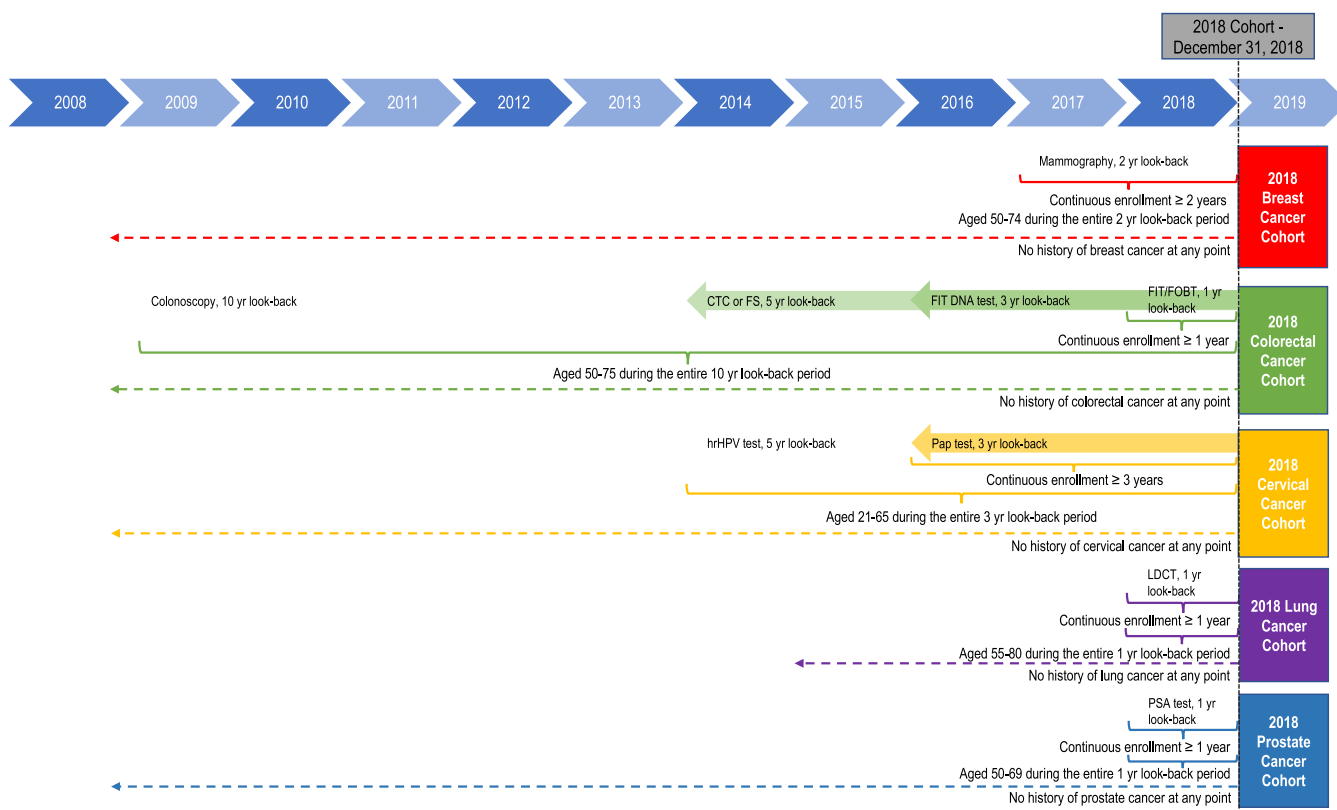 2018 Cohort -
December 31, 2018
2008
2009
2010
2011
2012
2013
2014
2015
2016
2017
2018
2019
Mammography, 2 yr look-back
Continuous enrollment ≥ 2 years
Aged 50-74 during the entire 2 yr look-back period
No history of breast cancer at any point
2018
Breast
Cancer
Cohort
Colonoscopy, 10 yr look-back
CTC or FS, 5 yr look-back
FIT DNA test, 3 yr look-back
FIT/FOBT, 1 yr
look-back
Continuous enrollment ≥ 1 year
Aged 50-75 during the entire 10 yr look-back period
No history of colorectal cancer at any point
2018
Colorectal
Cancer
Cohort
hrHPV test, 5 yr look-back
Pap test, 3 yr look-back
Continuous enrollment ≥ 3 years
Aged 21-65 during the entire 3 yr look-back period
No history of cervical cancer at any point
2018
Cervical
Cancer
Cohort
LDCT, 1 yr
look-back
Continuous enrollment ≥ 1 year
Aged 55-80 during the entire 1 yr look-back period
No history of lung cancer at any point
2018 Lung
Cancer
Cohort
PSA test, 1 yr
look-back
Continuous enrollment ≥ 1 year
Aged 50-69 during the entire 1 yr look-back period
No history of prostate cancer at any point
2018
Prostate
Cancer
Cohort